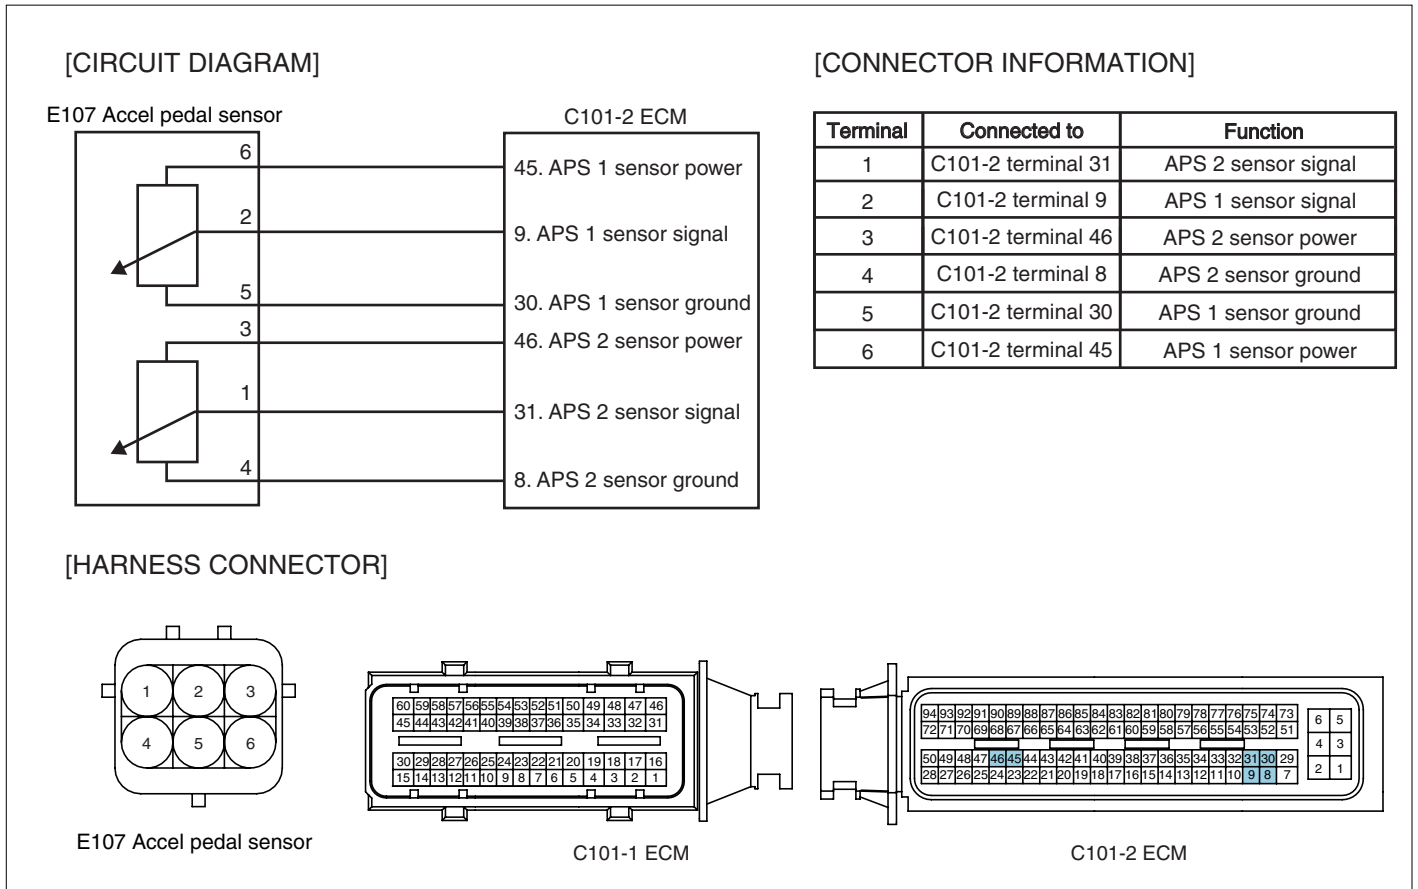 [CIRCUIT DIAGRAM]
E107 Accel pedal sensor
C101-2 ECM
6
45. APS 1 sensor power
2
9. APS 1 sensor signal
5
30. APS 1 sensor ground
3
46. APS 2 sensor power
1
31. APS 2 sensor signal
4
8. APS 2 sensor ground
[CONNECTOR INFORMATION]
Terminal Connected to Function
1 C101-2 terminal 31 APS 2 sensor signal
2 C101-2 terminal 9 APS 1 sensor signal
3 C101-2 terminal 46 APS 2 sensor power
4 C101-2 terminal 8 APS 2 sensor ground
5 C101-2 terminal 30 APS 1 sensor ground
6 C101-2 terminal 45 APS 1 sensor power
[HARNESS CONNECTOR]
1 2 3
4 5 6
E107 Accel pedal sensor
60 59 58 57 56 55 54 53 52 51 50 49 48 47 46
45 44 43 42 41 40 39 38 37 36 35 34 33 32 31
30 29 28 27 26 25 24 23 22 21 20 19 18 17 16
15 14 13 12 11 10 9 8 7 6 5 4 3 2 1
C101-1 ECM
94 93 92 91 90 89 88 87 86 85 84 83 82 81 80 79 78 77 76 75 74 73
72 71 70 69 68 67 66 65 64 63 62 61 60 59 58 57 56 55 54 53 52 51
50 49 48 47 46 45 44 43 42 41 40 39 38 37 36 35 34 33 32 31 30 29
28 27 26 25 24 23 22 21 20 19 18 17 16 15 14 13 12 11 10 9 8 7
6 5
4 3
2 1
C101-2 ECM